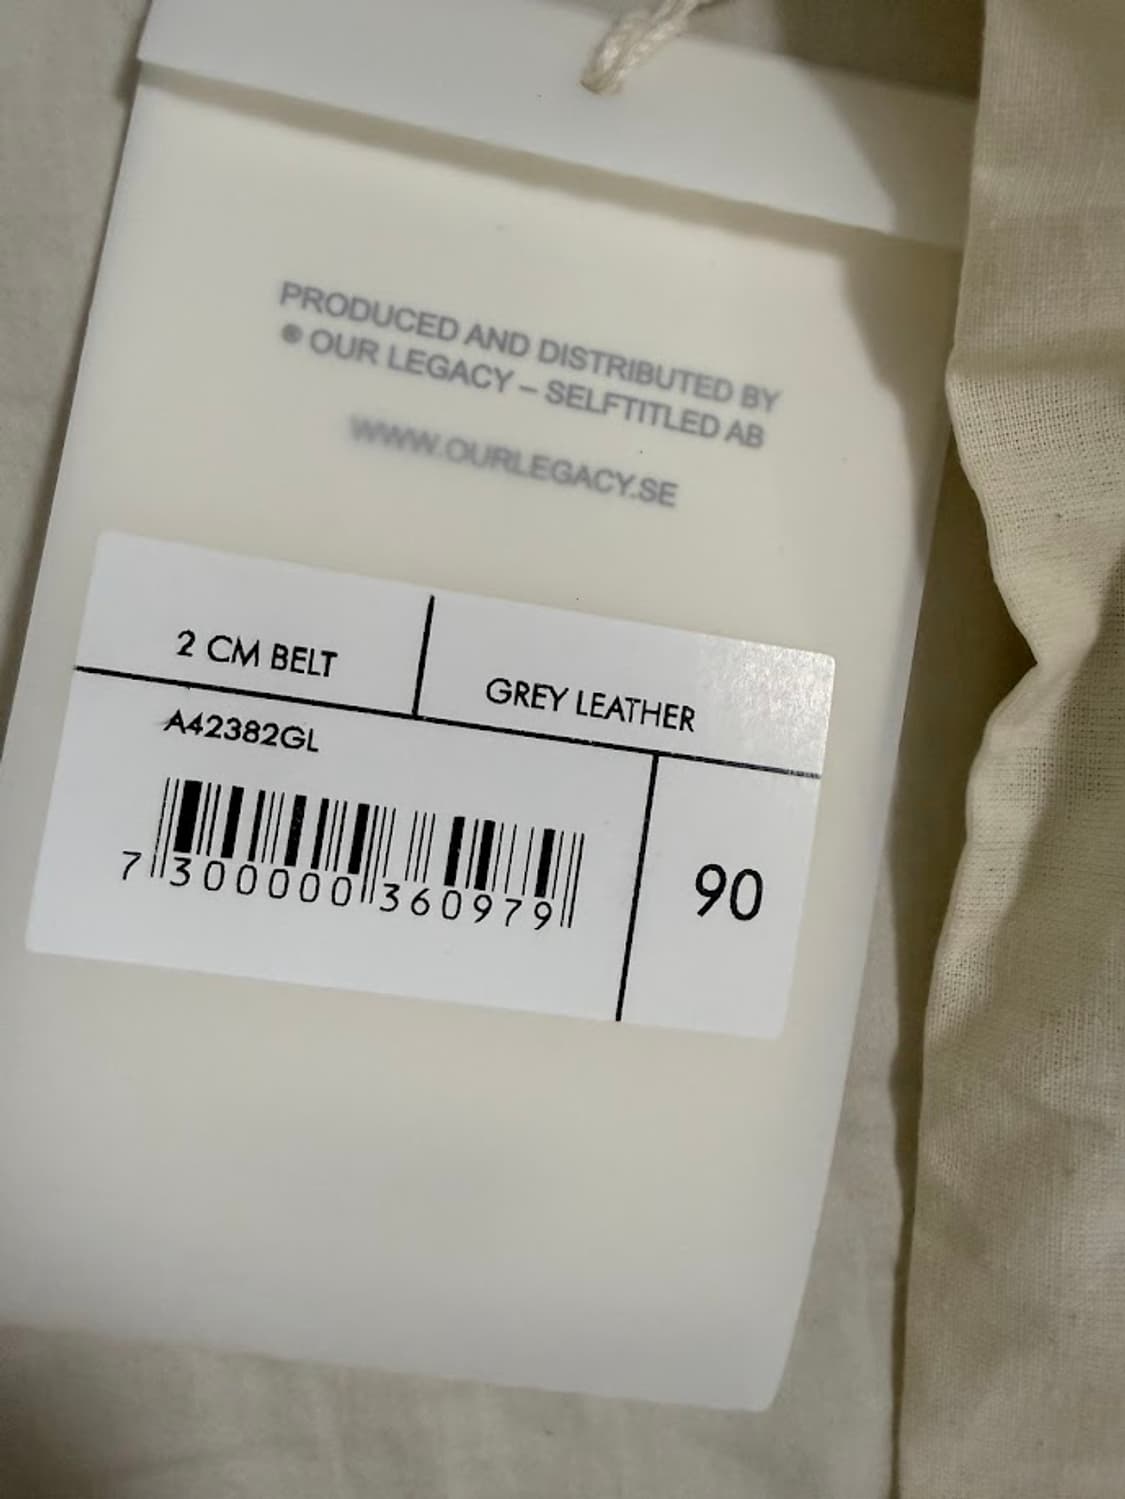 PRODUCED AND DISTRIBUTED BY
® OUR LEGACY – SELFTITLED AB
WWW.OURLEGACY.SE
2 CM BELT
GREY LEATHER
A42382GL
7 300000 360979
90